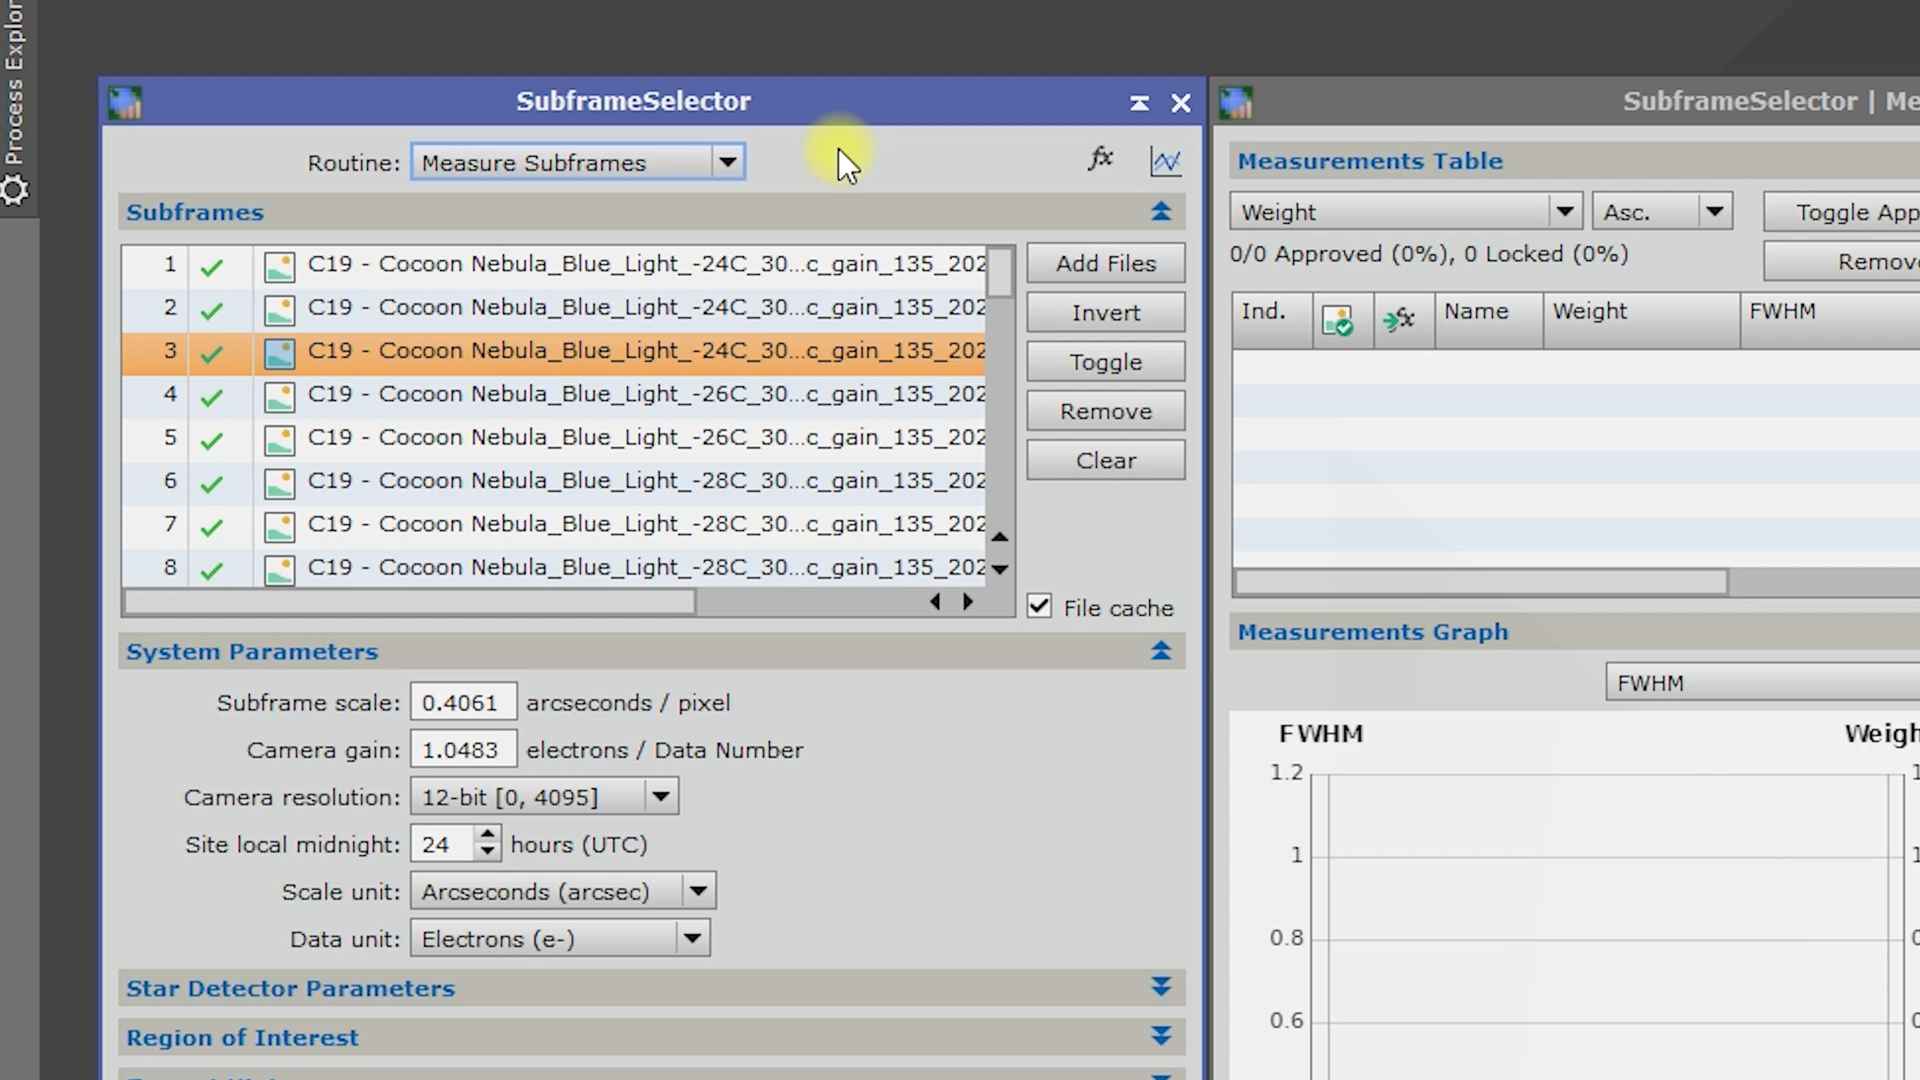 Process Explor
SubframeSelector
Routine: Measure Subframes
fx
Subframes
1 C19 - Cocoon Nebula_Blue_Light_-24C_30...c_gain_135_202
2 C19 - Cocoon Nebula_Blue_Light_-24C_30...c_gain_135_202
3 C19 - Cocoon Nebula_Blue_Light_-24C_30...c_gain_135_202
4 C19 - Cocoon Nebula_Blue_Light_-26C_30...c_gain_135_202
5 C19 - Cocoon Nebula_Blue_Light_-26C_30...c_gain_135_202
6 C19 - Cocoon Nebula_Blue_Light_-28C_30...c_gain_135_202
7 C19 - Cocoon Nebula_Blue_Light_-28C_30...c_gain_135_202
8 C19 - Cocoon Nebula_Blue_Light_-28C_30...c_gain_135_202
Add Files
Invert
Toggle
Remove
Clear
File cache
System Parameters
Subframe scale: 0.4061 arcseconds / pixel
Camera gain: 1.0483 electrons / Data Number
Camera resolution: 12-bit [0, 4095]
Site local midnight: 24 hours (UTC)
Scale unit: Arcseconds (arcsec)
Data unit: Electrons (e-)
Star Detector Parameters
Region of Interest
SubframeSelector | Me
Measurements Table
Weight Asc. Toggle App
0/0 Approved (0%), 0 Locked (0%) Remov
Ind. fx Name Weight FWHM
Measurements Graph
FWHM
FWHM Weigh
1.2
1
0.8
0.6